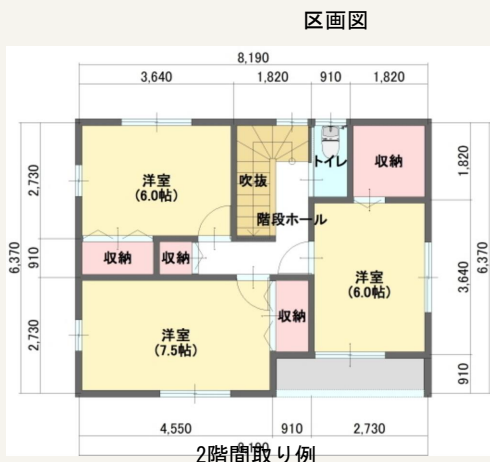 区画図
8,190
3,640 1,820 910 1,820
6,370
2,730
910
2,730
洋室
(6.0帖)
吹抜
トイレ
収納
階段ホール
収納
収納
洋室
(6.0帖)
洋室
(7.5帖)
収納
1,820
3,640
910
6,370
4,550 910 2,730
8,190
2階間取り例